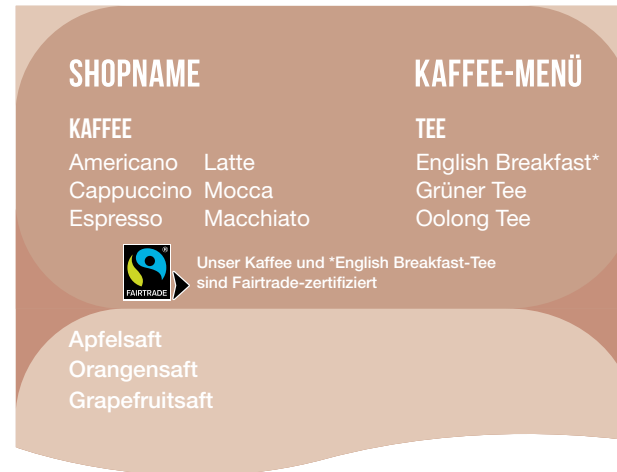 SHOPNAME
KAFFEE-MENÜ
KAFFEE
Americano Latte
Cappuccino Mocca
Espresso Macchiato
TEE
English Breakfast*
Grüner Tee
Oolong Tee
®
FAIRTRADE
Unser Kaffee und *English Breakfast-Tee
sind Fairtrade-zertifiziert
Apfelsaft
Orangensaft
Grapefruitsaft